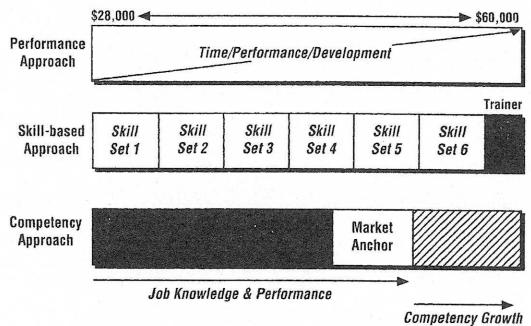 $28,000 $60,000
Performance
Approach
Time/Performance/Development
Trainer
Skill-based
Approach
Skill
Set 1
Skill
Set 2
Skill
Set 3
Skill
Set 4
Skill
Set 5
Skill
Set 6
Competency
Approach
Market
Anchor
Job Knowledge & Performance
Competency Growth